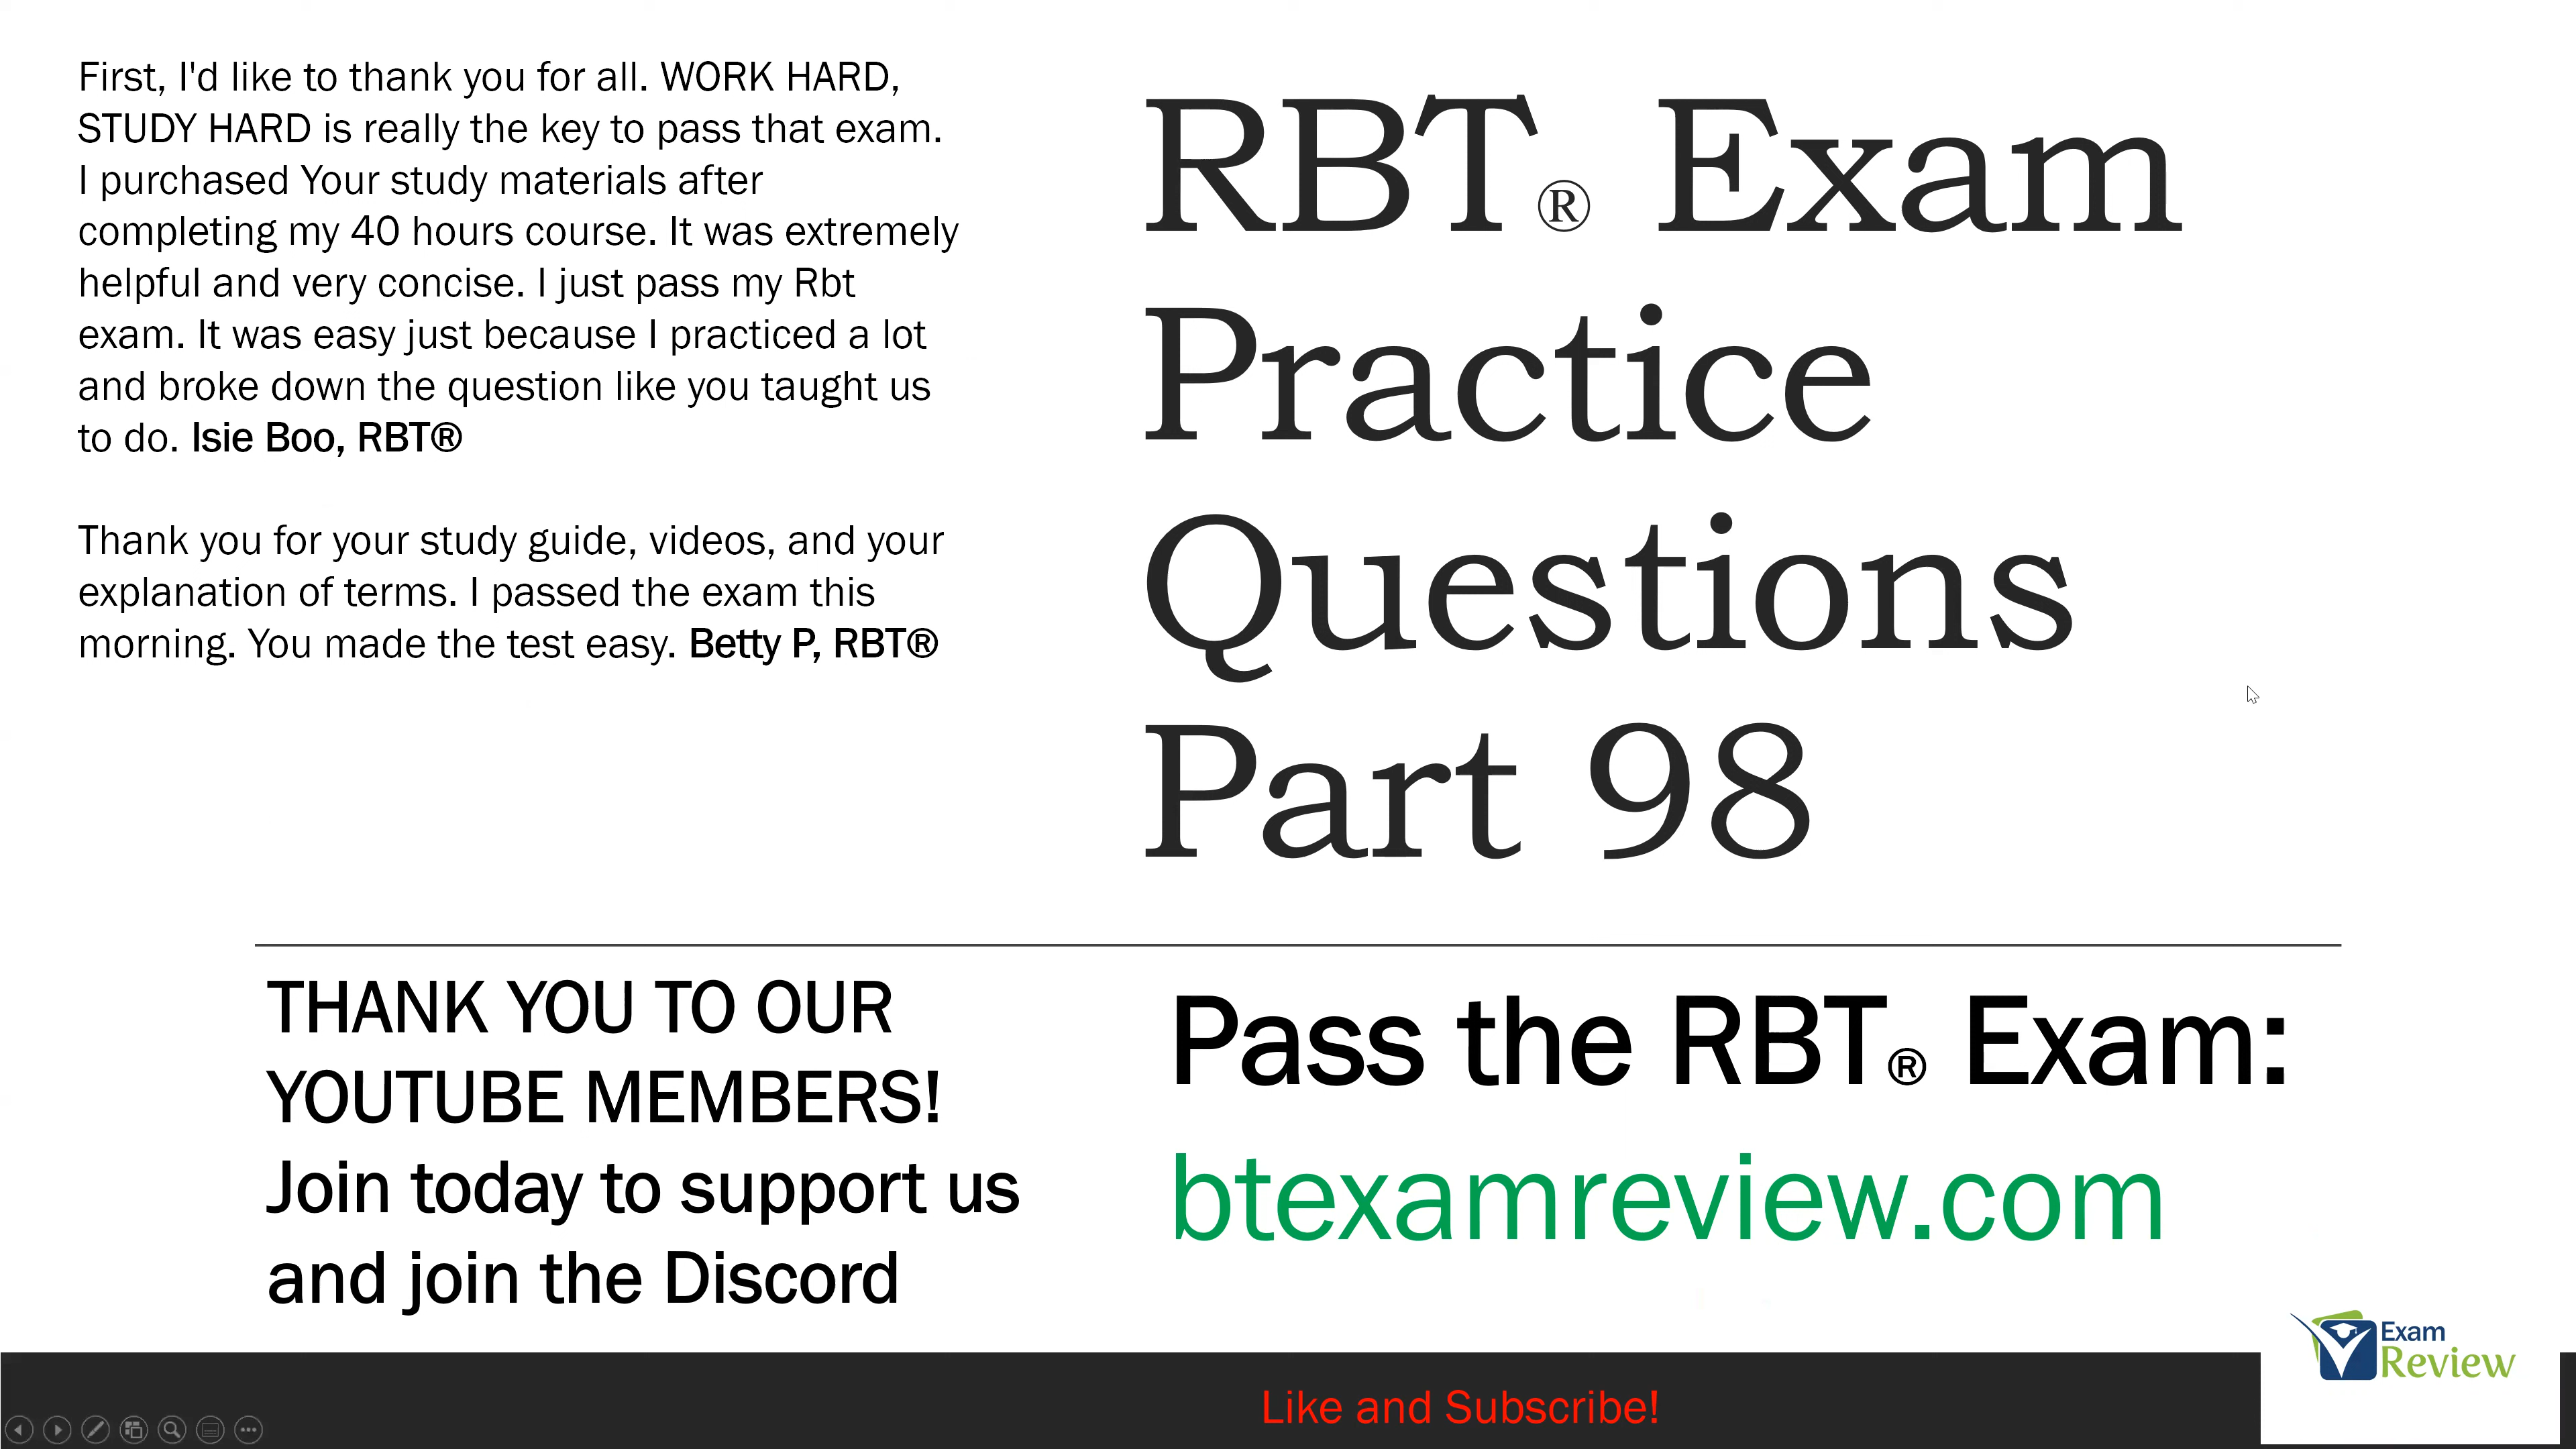 First, I'd like to thank you for all. WORK HARD,
STUDY HARD is really the key to pass that exam.
I purchased Your study materials after
completing my 40 hours course. It was extremely
helpful and very concise. I just pass my Rbt
exam. It was easy just because I practiced a lot
and broke down the question like you taught us
to do. Isie Boo, RBT®
Thank you for your study guide, videos, and your
explanation of terms. I passed the exam this
morning. You made the test easy. Betty P, RBT®
RBT® Exam
Practice
Questions
Part 98
THANK YOU TO OUR
YOUTUBE MEMBERS!
Join today to support us
and join the Discord
Pass the RBT® Exam:
btexamreview.com
Exam
Review
Like and Subscribe!